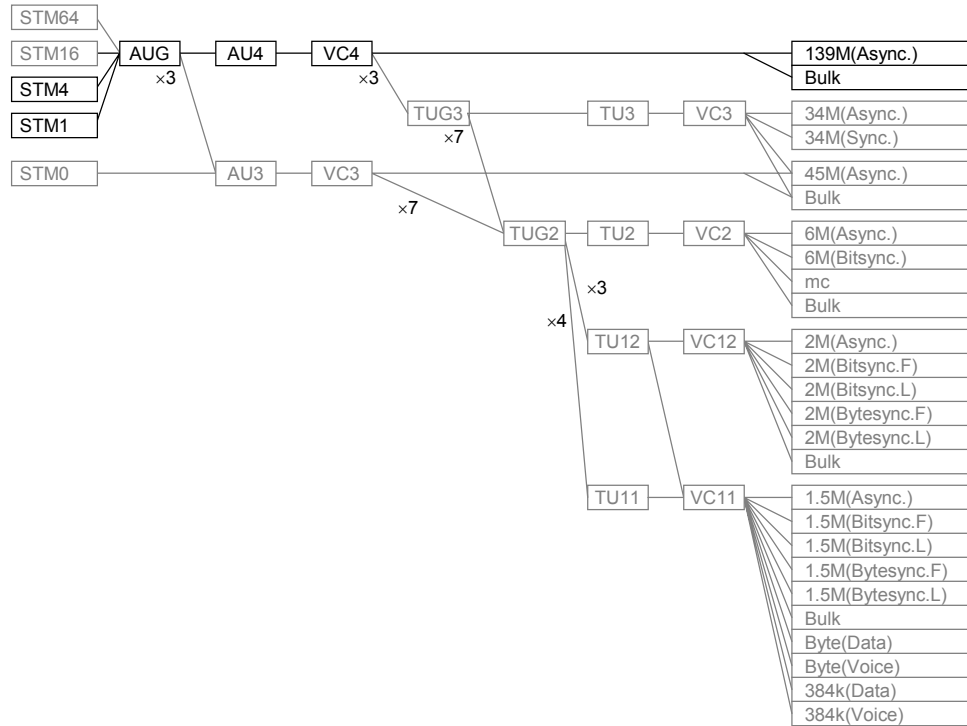 STM64
STM16 AUG AU4 VC4 139M(Async.)
×3 ×3 Bulk
STM4
STM1 TUG3 TU3 VC3 34M(Async.)
×7 34M(Sync.)
STM0 AU3 VC3 45M(Async.)
Bulk
×7
TUG2 TU2 VC2 6M(Async.)
6M(Bitsync.)
×3 mc
Bulk
×4
TU12 VC12 2M(Async.)
2M(Bitsync.F)
2M(Bitsync.L)
2M(Bytesync.F)
2M(Bytesync.L)
Bulk
TU11 VC11 1.5M(Async.)
1.5M(Bitsync.F)
1.5M(Bitsync.L)
1.5M(Bytesync.F)
1.5M(Bytesync.L)
Bulk
Byte(Data)
Byte(Voice)
384k(Data)
384k(Voice)